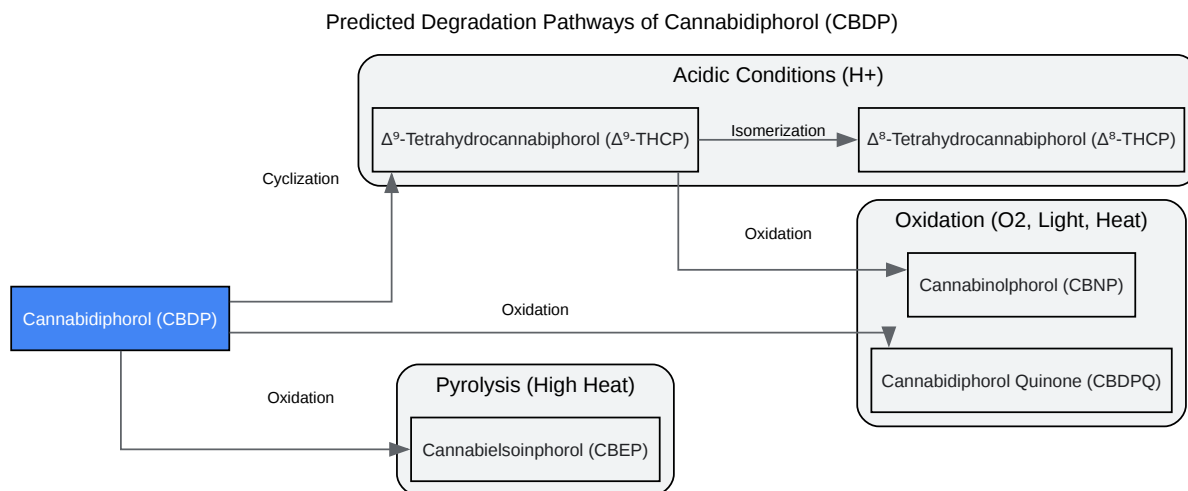 Predicted Degradation Pathways of Cannabidiphorol (CBDP)
Acidic Conditions (H+)
Δ⁹-Tetrahydrocannabiphorol (Δ⁹-THCP)
Isomerization
Δ⁸-Tetrahydrocannabiphorol (Δ⁸-THCP)
Cyclization
Oxidation (O2, Light, Heat)
Oxidation
Cannabinolphorol (CBNP)
Cannabidiphorol (CBDP)
Oxidation
Cannabidiphorol Quinone (CBDPQ)
Pyrolysis (High Heat)
Oxidation
Cannabielsoinphorol (CBEP)